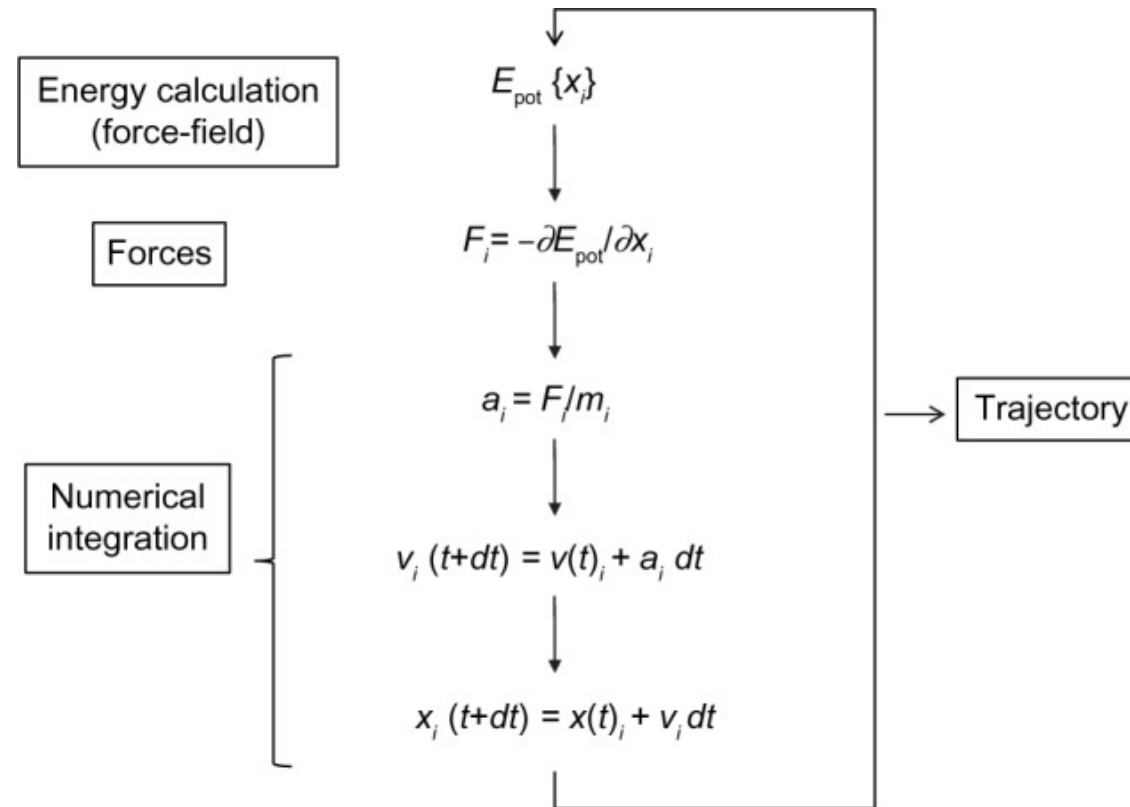 Energy calculation
(force-field)
E_pot {x_i}
Forces
F_i = –∂E_pot/∂x_i
a_i = F_i/m_i
Trajectory
Numerical
integration
v_i (t+dt) = v(t)_i + a_i dt
x_i (t+dt) = x(t)_i + v_i dt